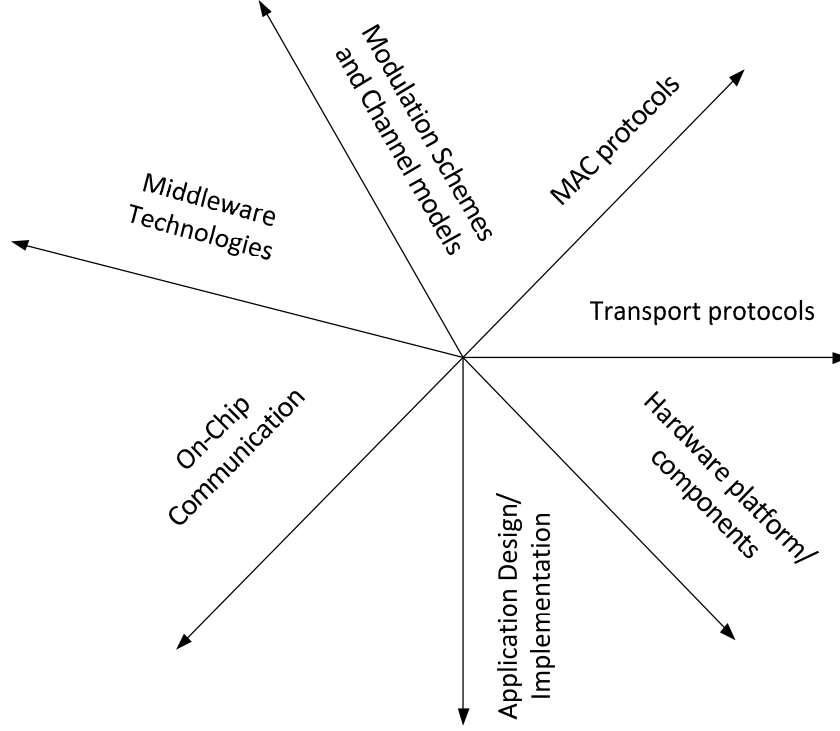 Modulation Schemes
and Channel models
MAC protocols
Middleware
Technologies
Transport protocols
On-Chip
Communication
Hardware platform/
components
Application Design/
Implementation